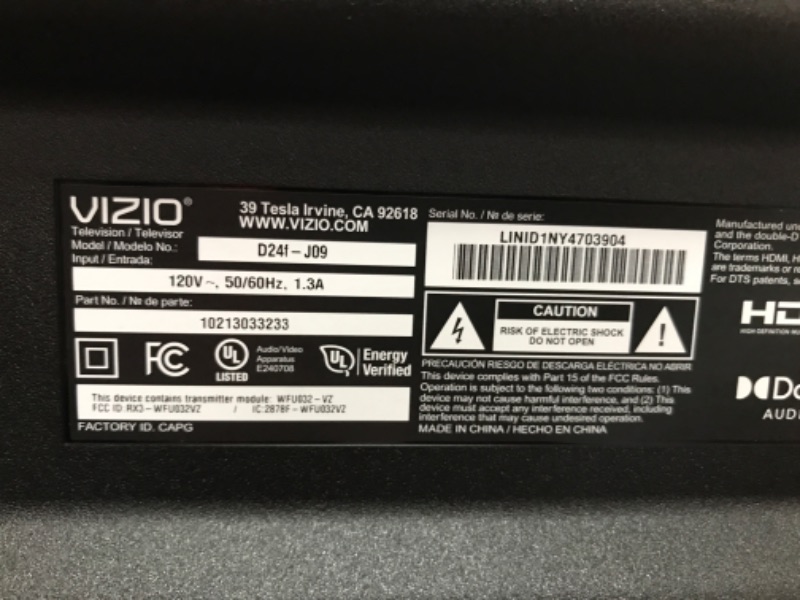 VIZIO®
39 Tesla Irvine, CA 92618
WWW.VIZIO.COM
Television / Televisor
Model / Modelo No.:
D24f-J09
Input / Entrada:
120V ~, 50/60Hz, 1.3A
Part No. / № de parte:
10213033233
FC
UL
LISTED
Audio/Video
Apparatus
E240708
UL
Energy
Verified
This device contains transmitter module: WFU032-VZ
FCC ID: RX3-WFU032VZ / IC:2878F-WFU032VZ
FACTORY ID. CAPG
Serial No. / № de serie:
LINID1NY4703904
CAUTION
RISK OF ELECTRIC SHOCK
DO NOT OPEN
PRECAUCIÓN RIESGO DE DESCARGA ELÉCTRICA NO ABRIR
This device complies with Part 15 of the FCC Rules.
Operation is subject to the following two conditions: (1) This
device may not cause harmful interference, and (2) This
device must accept any interference received, including
interference that may cause undesired operation.
MADE IN CHINA / HECHO EN CHINA
Manufactured un
and the double-D
Corporation.
The terms HDMI, H
are trademarks or r
For DTS patents, s
HD
HIGH-DEFINITION MU
Do
AUDI